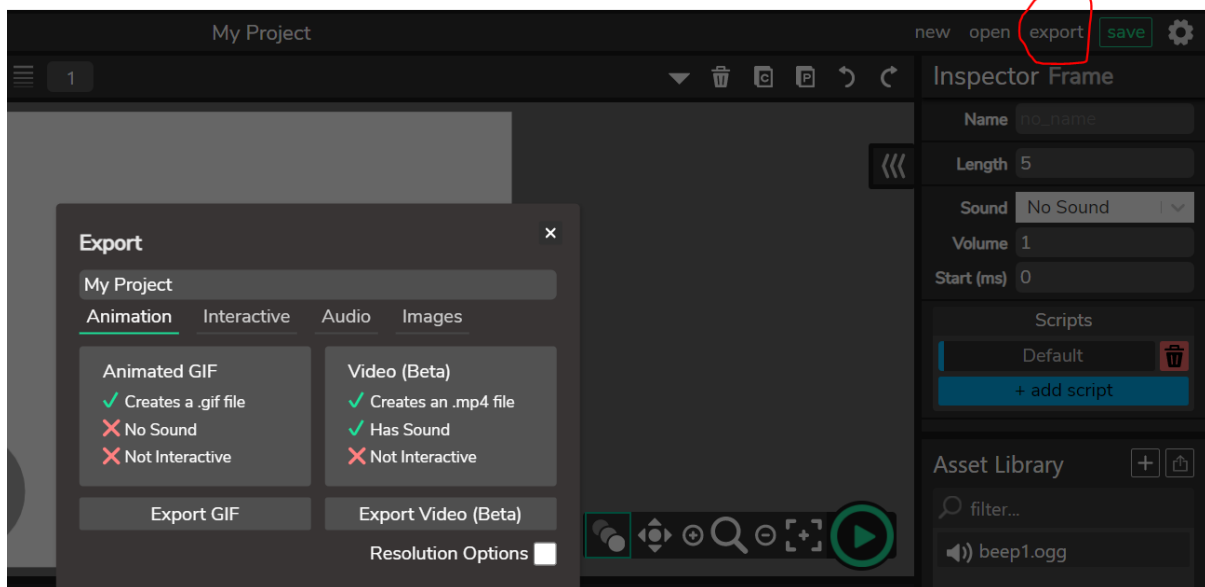 My Project
new open export save
1
Inspector Frame
Name no_name
Length 5
Sound No Sound
Volume 1
Start (ms) 0
Scripts
Default
+ add script
Asset Library
filter...
beep1.ogg
Export
My Project
Animation Interactive Audio Images
Animated GIF
Creates a .gif file
No Sound
Not Interactive
Export GIF
Video (Beta)
Creates an .mp4 file
Has Sound
Not Interactive
Export Video (Beta)
Resolution Options